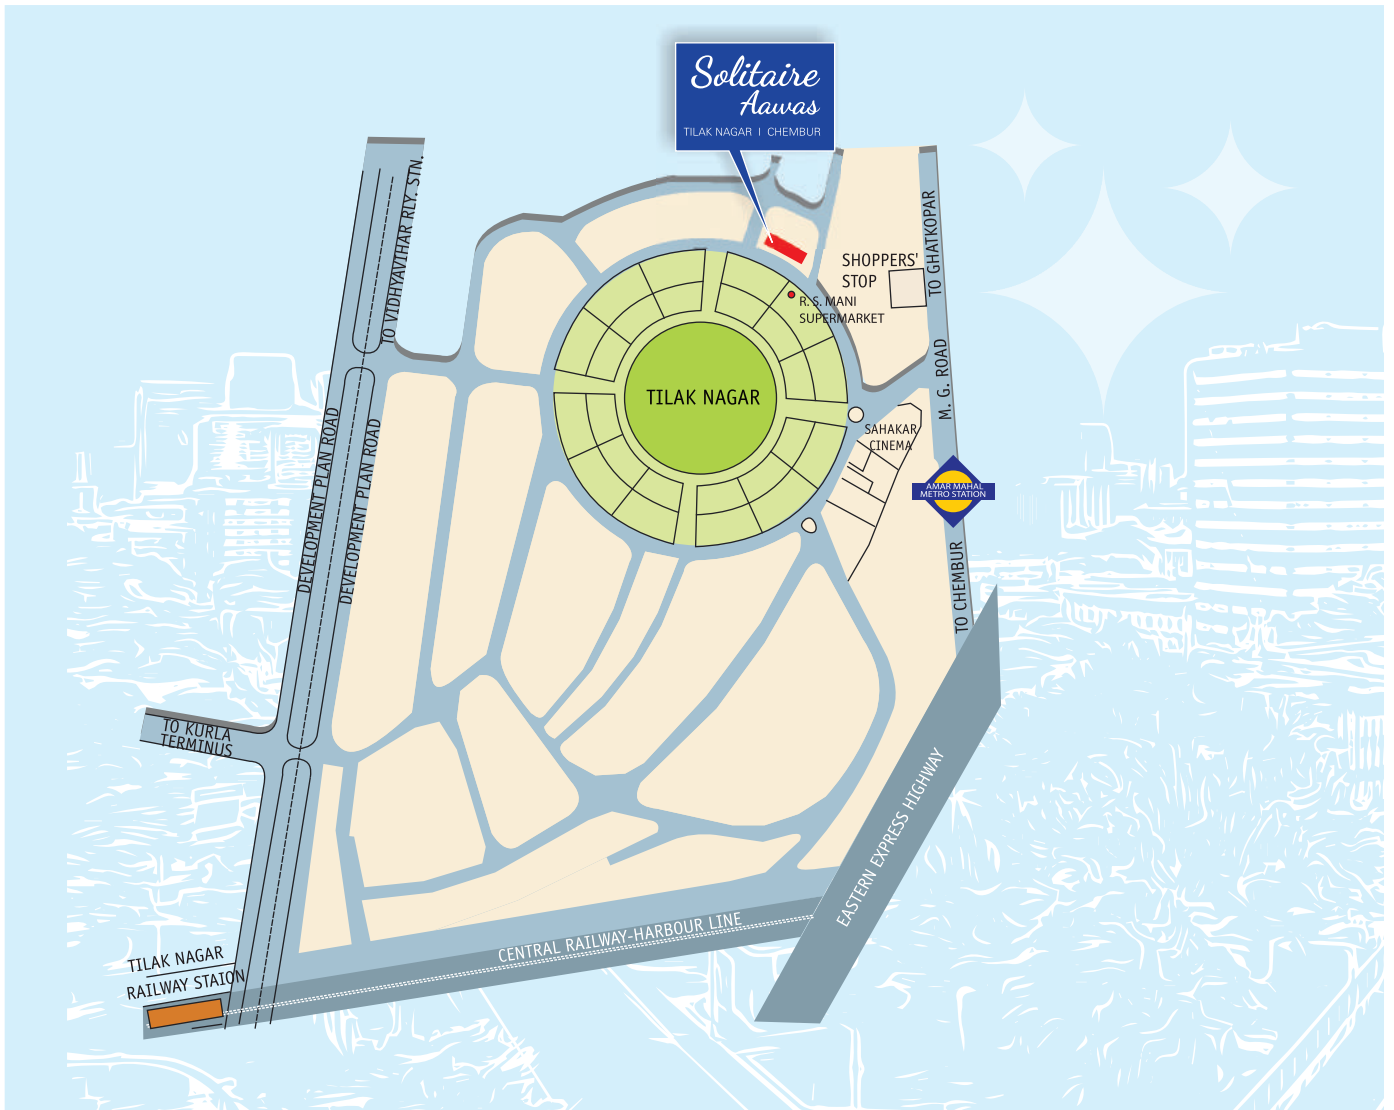 Solitaire
Aawas
TILAK NAGAR I CHEMBUR
TO VIDHYAVIHAR RLY. STN.
TO GHATKOPAR
SHOPPERS'
STOP
R. S. MANI
SUPERMARKET
M. G. ROAD
TILAK NAGAR
SAHAKAR
CINEMA
DEVELOPMENT PLAN ROAD
DEVELOPMENT PLAN ROAD
AMAR MAHAL
METRO STATION
TO CHEMBUR
TO KURLA
TERMINUS
EASTERN EXPRESS HIGHWAY
CENTRAL RAILWAY-HARBOUR LINE
TILAK NAGAR
RAILWAY STAION